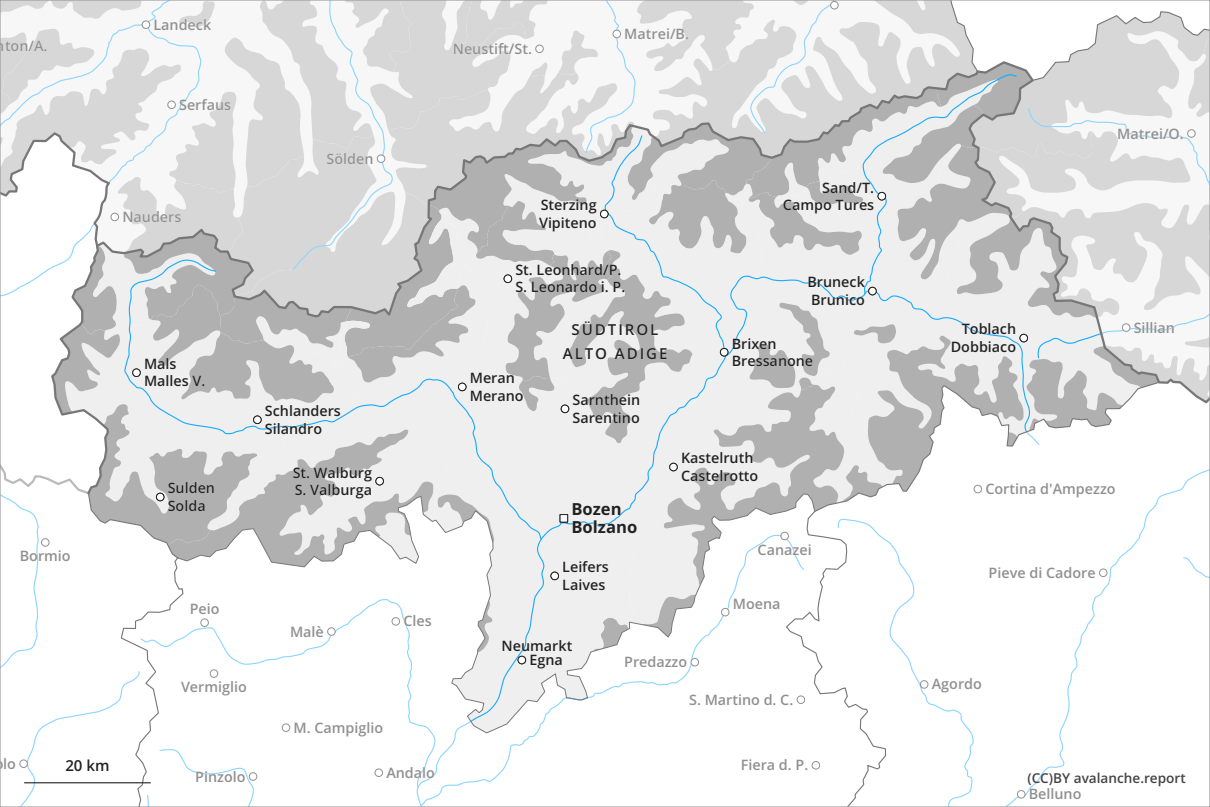 Landeck
nton/A.
Neustift/St.
Matrei/B.
Serfaus
Matrei/O.
Sölden
Sand/T.
Campo Tures
Sterzing
Vipiteno
Nauders
St. Leonhard/P.
S. Leonardo i. P.
Bruneck
Brunico
SÜDTIROL
ALTO ADIGE
Toblach
Dobbiaco
Sillian
Brixen
Bressanone
Mals
Malles V.
Meran
Merano
Sarnthein
Sarentino
Schlanders
Silandro
Kastelruth
Castelrotto
St. Walburg
S. Valburga
Sulden
Solda
Cortina d'Ampezzo
Bozen
Bolzano
Bormio
Canazei
Leifers
Laives
Pieve di Cadore
Peio
Moena
Cles
Malè
Neumarkt
Egna
Predazzo
Vermiglio
Agordo
S. Martino d. C.
M. Campiglio
olo
20 km
Pinzolo
Andalo
Fiera d. P.
(CC)BY avalanche.report
Belluno